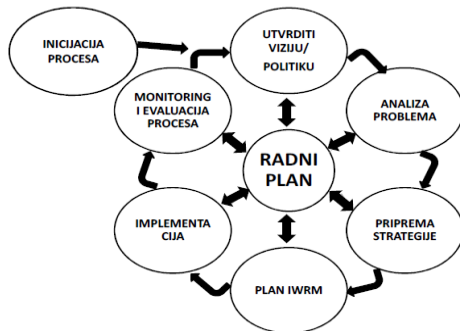 INICIJACIJA
PROCESA
UTVRDITI
VIZIJU/
POLITIKU
MONITORING
I EVALUACIJA
PROCESA
ANALIZA
PROBLEMA
RADNI
PLAN
IMPLEMENTA
CIJA
PRIPREMA
STRATEGIJE
PLAN IWRM